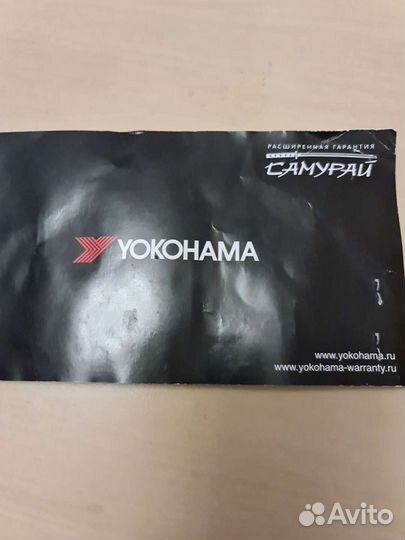 РАСШИРЕННАЯ ГАРАНТИЯ
САМУРАЙ
YOKOHAMA
www.yokohama.ru
www.yokohama-warranty.ru
Avito